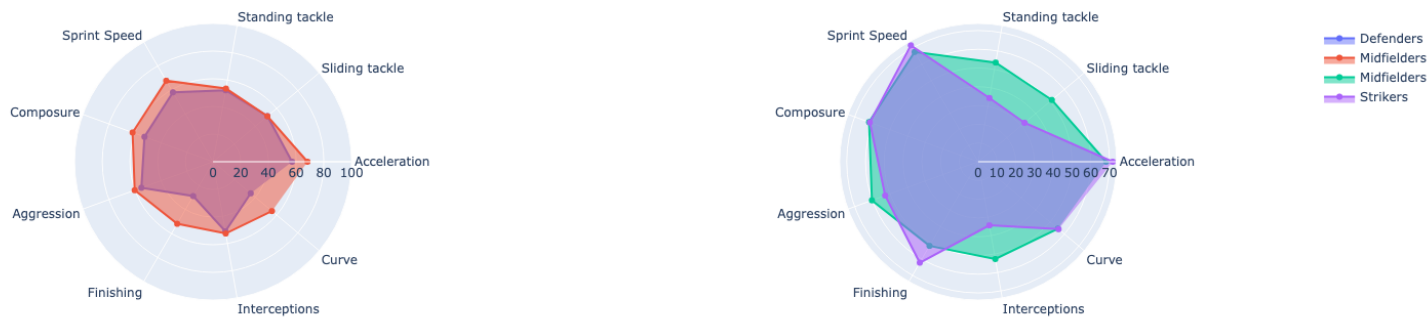 Standing tackle
Sprint Speed
Sliding tackle
Composure
0 20 40 60 80 100
Acceleration
Aggression
Finishing
Curve
Interceptions
Standing tackle
Sprint Speed
Sliding tackle
Composure
0 10 20 30 40 50 60 70
Acceleration
Aggression
Finishing
Curve
Interceptions
Defenders
Midfielders
Midfielders
Strikers